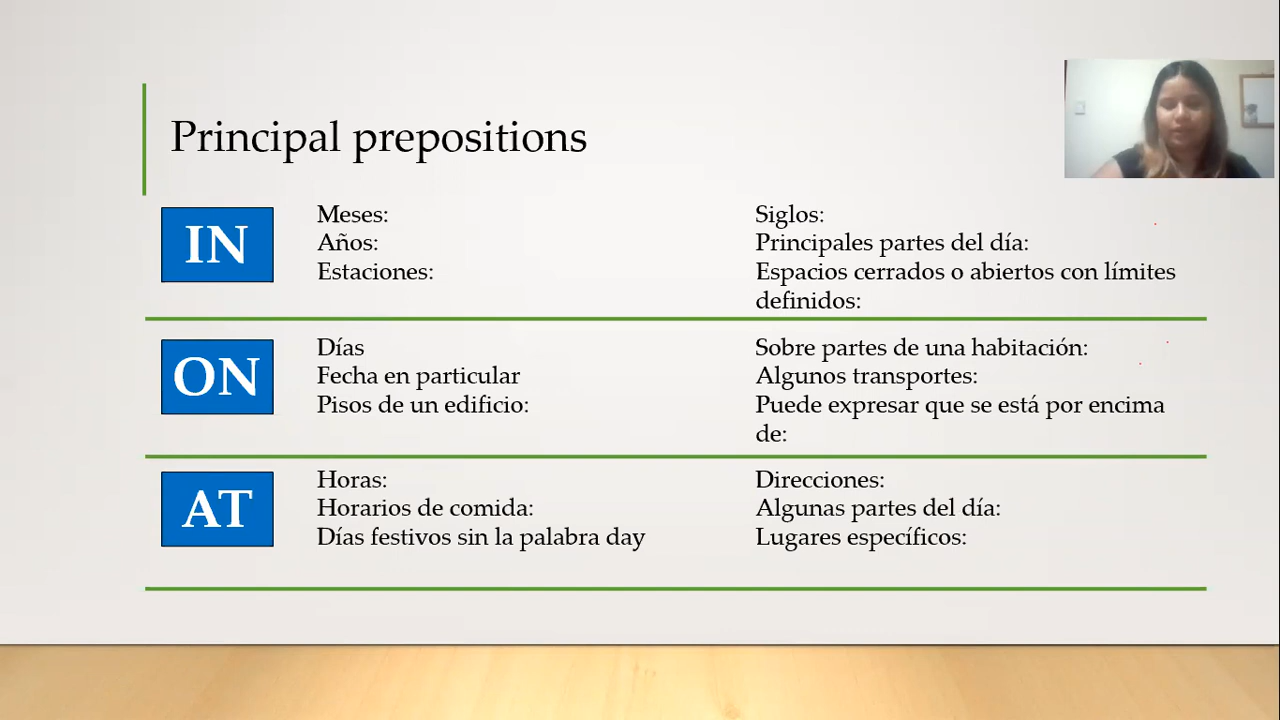 Principal prepositions
IN
Meses:
Años:
Estaciones:
Siglos:
Principales partes del día:
Espacios cerrados o abiertos con límites
definidos:
ON
Días
Fecha en particular
Pisos de un edificio:
Sobre partes de una habitación:
Algunos transportes:
Puede expresar que se está por encima
de:
AT
Horas:
Horarios de comida:
Días festivos sin la palabra day
Direcciones:
Algunas partes del día:
Lugares específicos: